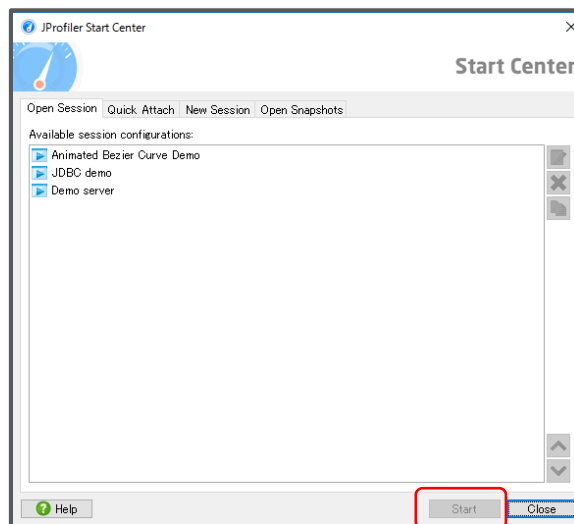 JProfiler Start Center
Start Center
Open Session Quick Attach New Session Open Snapshots
Available session configurations:
Animated Bezier Curve Demo
JDBC demo
Demo server
Help Start Close